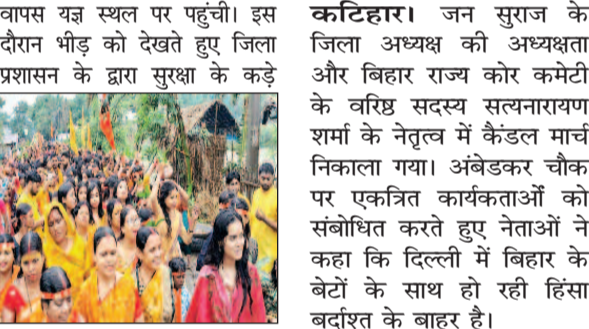 वापस यज्ञ स्थल पर पहुंची। इस
दौरान भीड़ को देखते हुए जिला
प्रशासन के द्वारा सुरक्षा के कड़े
कटिहार। जन सुराज के
जिला अध्यक्ष की अध्यक्षता
और बिहार राज्य कोर कमेटी
के वरिष्ठ सदस्य सत्यनारायण
शर्मा के नेतृत्व में कैंडल मार्च
निकाला गया। अंबेडकर चौक
पर एकत्रित कार्यकर्ताओं को
संबोधित करते हुए नेताओं ने
कहा कि दिल्ली में बिहार के
बेटों के साथ हो रही हिंसा
बर्दाश्त के बाहर है।